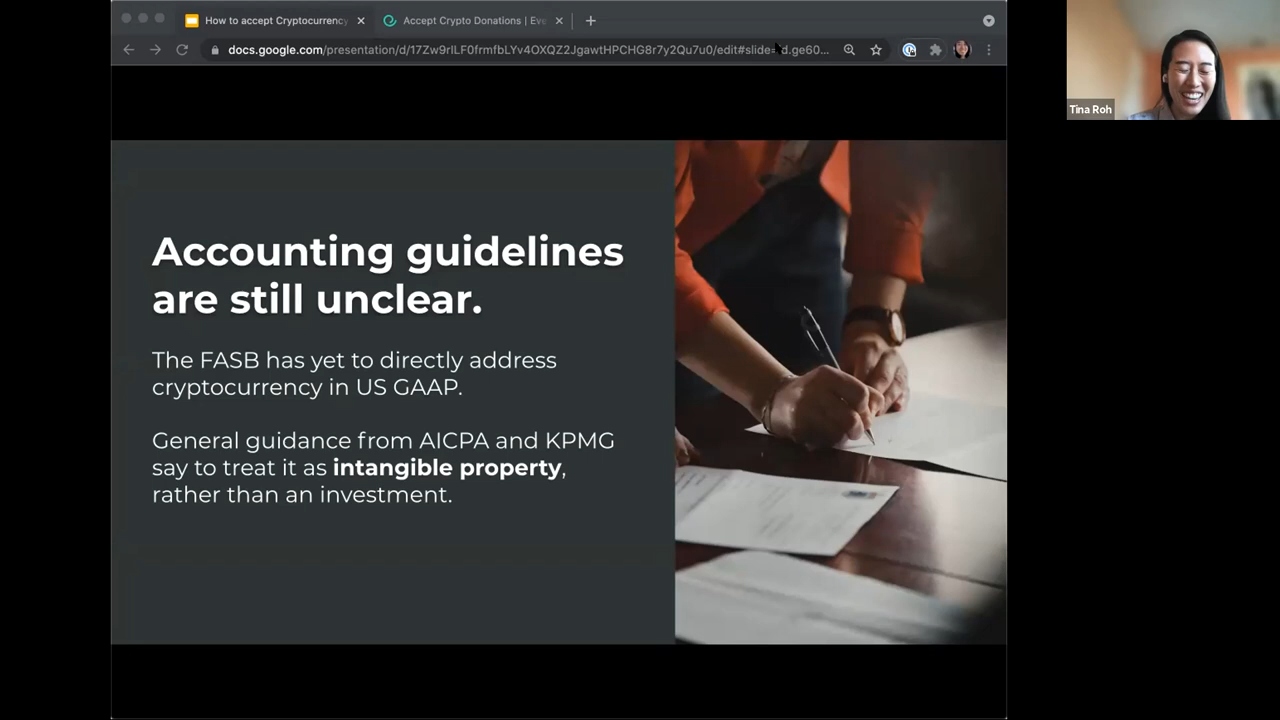 How to accept Cryptocurrency
Accept Crypto Donations | Eve
docs.google.com/presentation/d/17Zw9rILF0frmfbLYv4OXQZ2JgawtHPCHG8r7y2Qu7u0/edit#slide=id.ge60...
Tina Roh
Accounting guidelines
are still unclear.
The FASB has yet to directly address
cryptocurrency in US GAAP.
General guidance from AICPA and KPMG
say to treat it as intangible property,
rather than an investment.